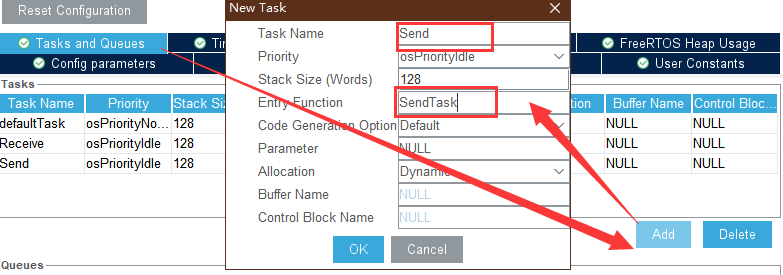 Reset Configuration
New Task
Task Name Send
Priority osPriorityIdle
Stack Size (Words) 128
Entry Function SendTask
Code Generation Option Default
Parameter NULL
Allocation Dynamic
Buffer Name NULL
Control Block Name NULL
OK Cancel
Tasks and Queues
FreeRTOS Heap Usage
Config parameters
User Constants
Tasks
Task Name Priority Stack Buffer Name Control Bloc...
defaultTask osPriorityNo... 128 NULL NULL
Receive osPriorityIdle 128 NULL NULL
Send osPriorityIdle 128 NULL NULL
Add Delete
Queues